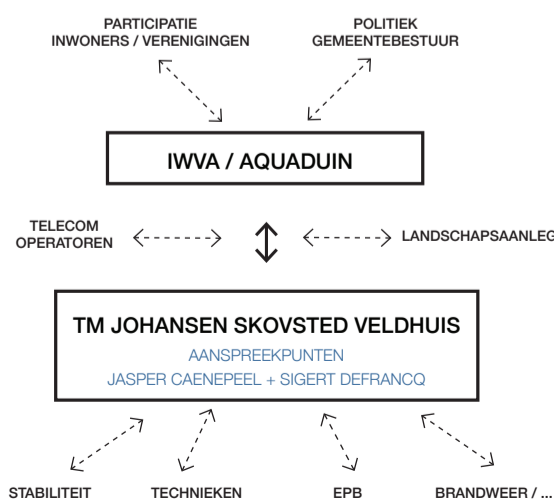 PARTICIPATIE
INWONERS / VERENIGINGEN
POLITIEK
GEMEENTEBESTUUR
IWVA / AQUADUIN
TELECOM
OPERATOREN
LANDSCHAPSAANLEG
TM JOHANSEN SKOVSTED VELDHUIS
AANSPREEKPUNTEN
JASPER CAENEPEEL + SIGERT DEFRANCQ
STABILITEIT
TECHNIEKEN
EPB
BRANDWEER / ...